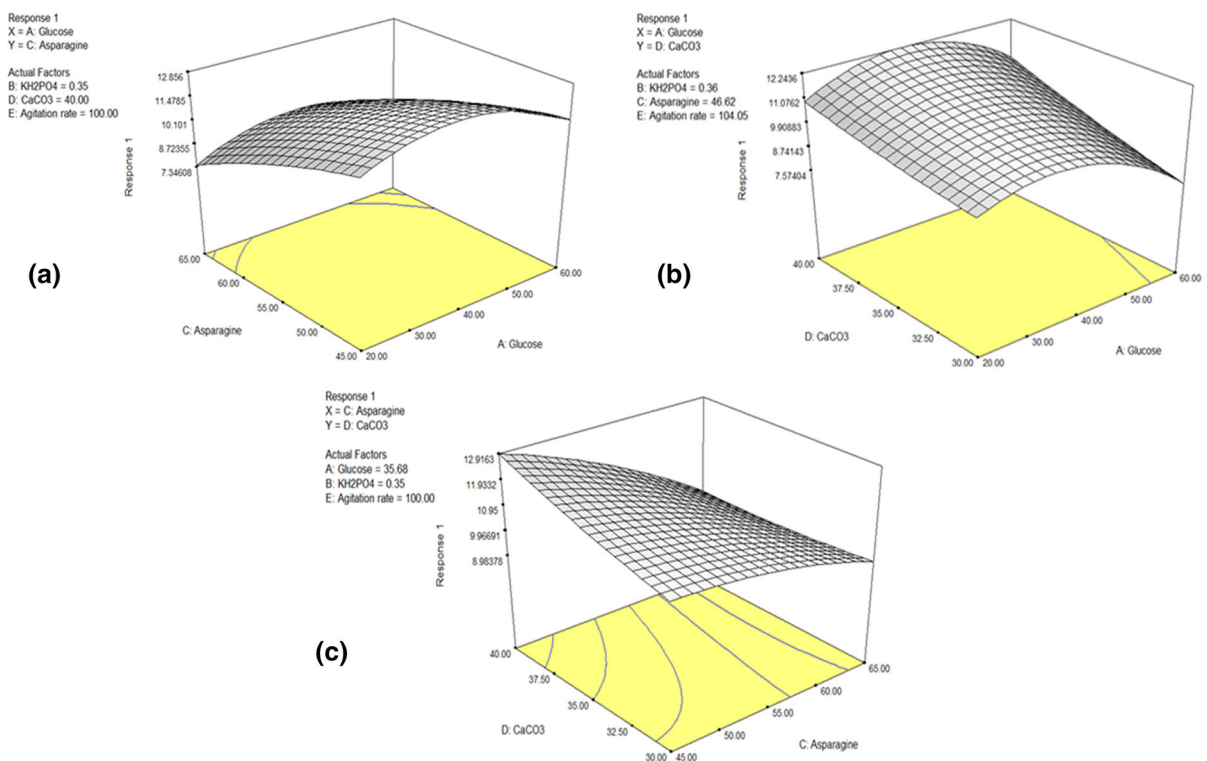 Response 1
X = A: Glucose
Y = C: Asparagine
Actual Factors
B: KH2PO4 = 0.35
D: CaCO3 = 40.00
E: Agitation rate = 100.00
12.856
11.4785
10.101
8.72355
7.34608
Response 1
65.00
60.00
55.00
50.00
45.00
20.00
30.00
40.00
50.00
60.00
C: Asparagine
A: Glucose
(a)
Response 1
X = A: Glucose
Y = D: CaCO3
Actual Factors
B: KH2PO4 = 0.36
C: Asparagine = 46.62
E: Agitation rate = 104.05
12.2436
11.0762
9.90883
8.74143
7.57404
Response 1
40.00
37.50
35.00
32.50
30.00
20.00
30.00
40.00
50.00
60.00
D: CaCO3
A: Glucose
(b)
Response 1
X = C: Asparagine
Y = D: CaCO3
Actual Factors
A: Glucose = 35.68
B: KH2PO4 = 0.35
E: Agitation rate = 100.00
12.9163
11.9332
10.95
9.96691
8.98378
Response 1
40.00
37.50
35.00
32.50
30.00
45.00
50.00
55.00
60.00
65.00
D: CaCO3
C: Asparagine
(c)